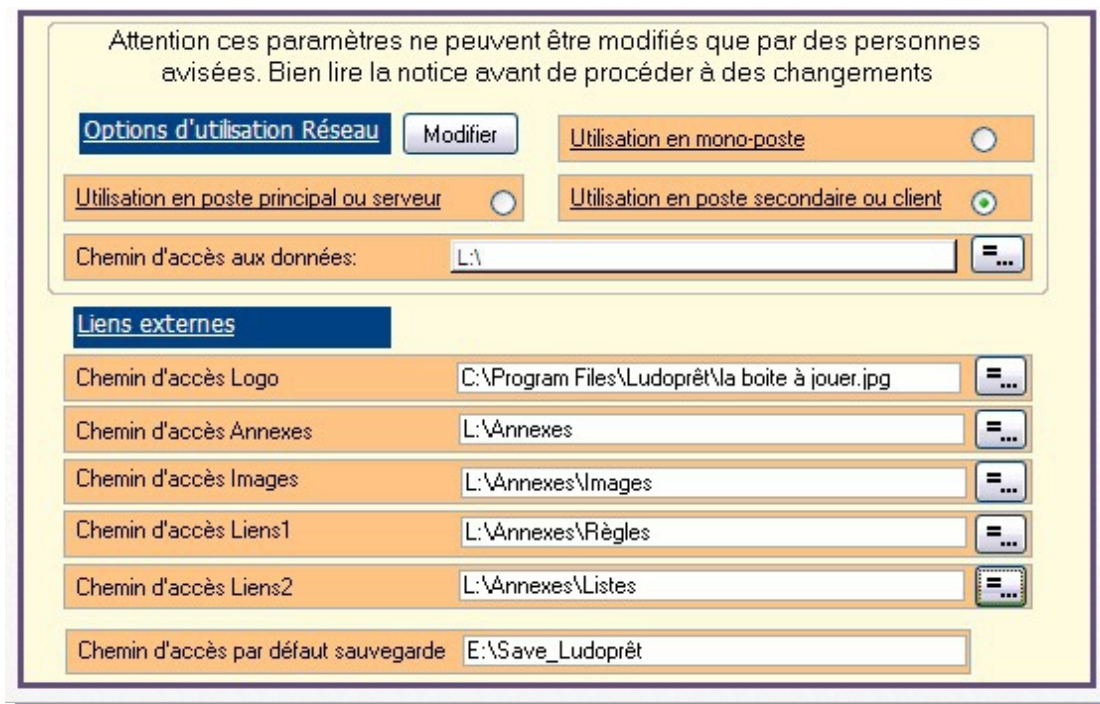 Attention ces paramètres ne peuvent être modifiés que par des personnes
avisées. Bien lire la notice avant de procéder à des changements
Options d'utilisation Réseau Modifier Utilisation en mono-poste
Utilisation en poste principal ou serveur Utilisation en poste secondaire ou client
Chemin d'accès aux données: L:\ =...
Liens externes
Chemin d'accès Logo C:\Program Files\Ludoprêt\la boite à jouer.jpg =...
Chemin d'accès Annexes L:\Annexes =...
Chemin d'accès Images L:\Annexes\Images =...
Chemin d'accès Liens1 L:\Annexes\Règles =...
Chemin d'accès Liens2 L:\Annexes\Listes =...
Chemin d'accès par défaut sauvegarde E:\Save_Ludoprêt